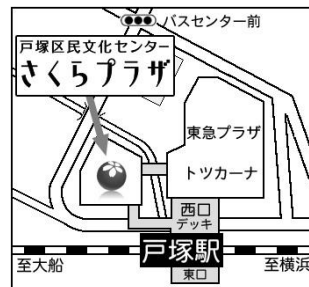 バスセンター前
戸塚区民文化センター
さくらプラザ
東急プラザ
トツカーナ
西口
デッキ
戸塚駅
至大船
至横浜
東口